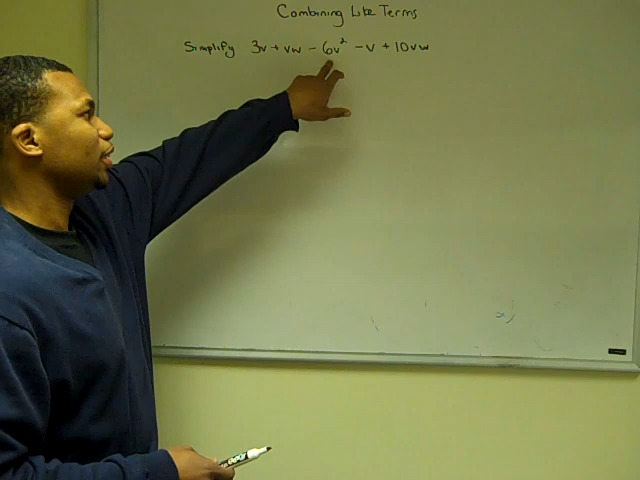 Combining Like Terms
Simplify 3v + vw - 6v² - v + 10vw